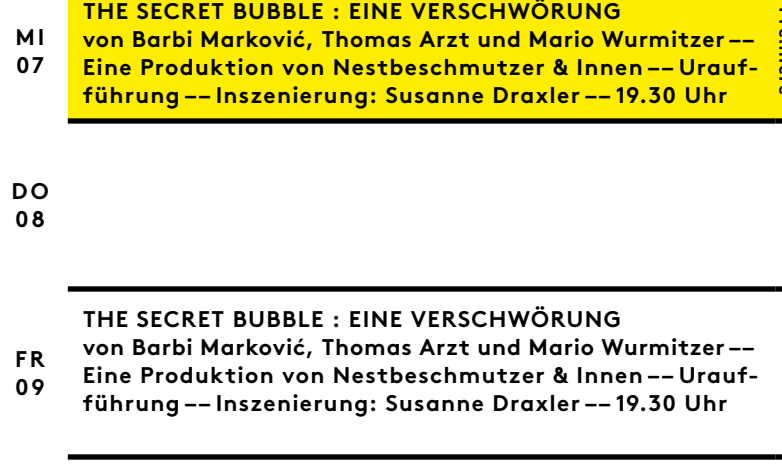 MI
07
THE SECRET BUBBLE : EINE VERSCHWÖRUNG
von Barbi Marković, Thomas Arzt und Mario Wurmitzer ––
Eine Produktion von Nestbeschmutzer & Innen –– Urauf-
führung –– Inszenierung: Susanne Draxler –– 19.30 Uhr
DO
08
FR
09
THE SECRET BUBBLE : EINE VERSCHWÖRUNG
von Barbi Marković, Thomas Arzt und Mario Wurmitzer ––
Eine Produktion von Nestbeschmutzer & Innen –– Urauf-
führung –– Inszenierung: Susanne Draxler –– 19.30 Uhr